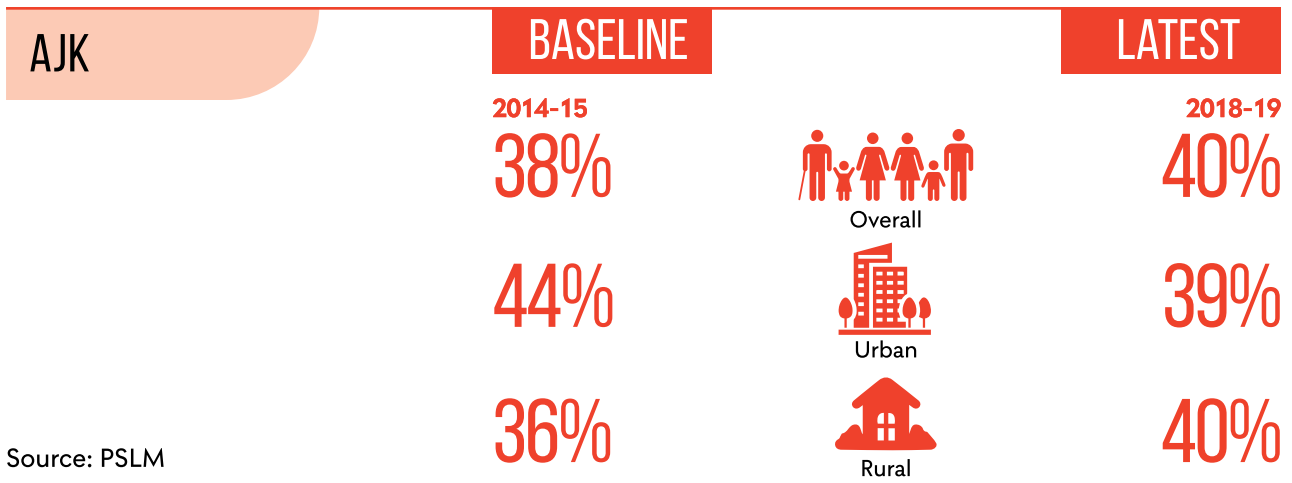 AJK
BASELINE
LATEST
2014-15
2018-19
38%
Overall
40%
44%
Urban
39%
36%
Rural
40%
Source: PSLM